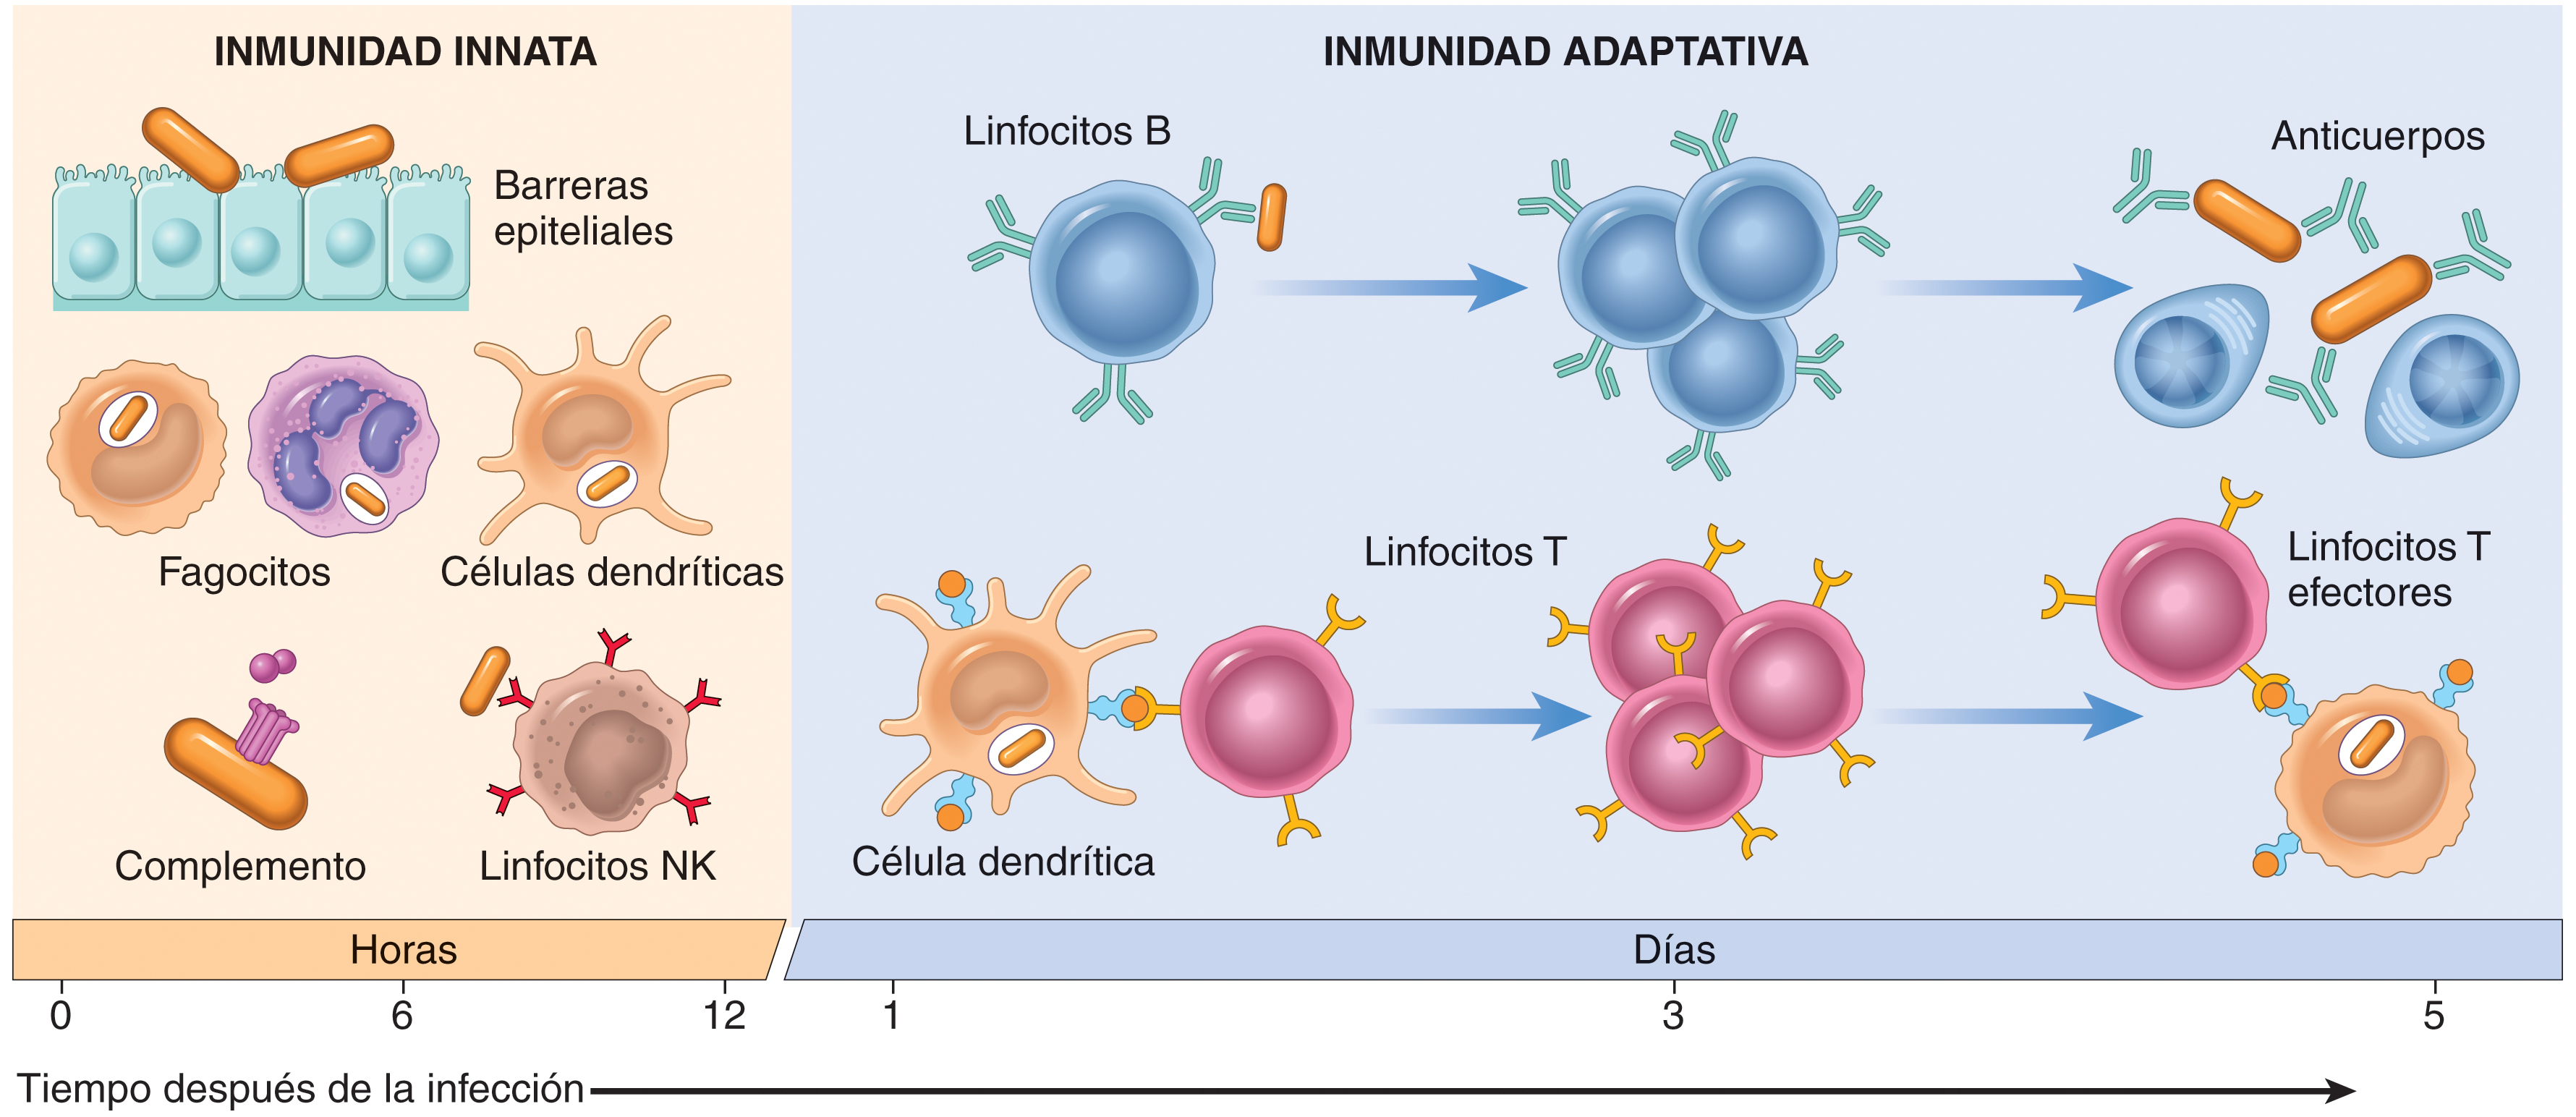 INMUNIDAD INNATA
Barreras
epiteliales
Fagocitos
Células dendríticas
Complemento
Linfocitos NK
INMUNIDAD ADAPTATIVA
Linfocitos B
Anticuerpos
Linfocitos T
Linfocitos T
efectores
Célula dendrítica
Horas
Días
0 6 12 1 3 5
Tiempo después de la infección